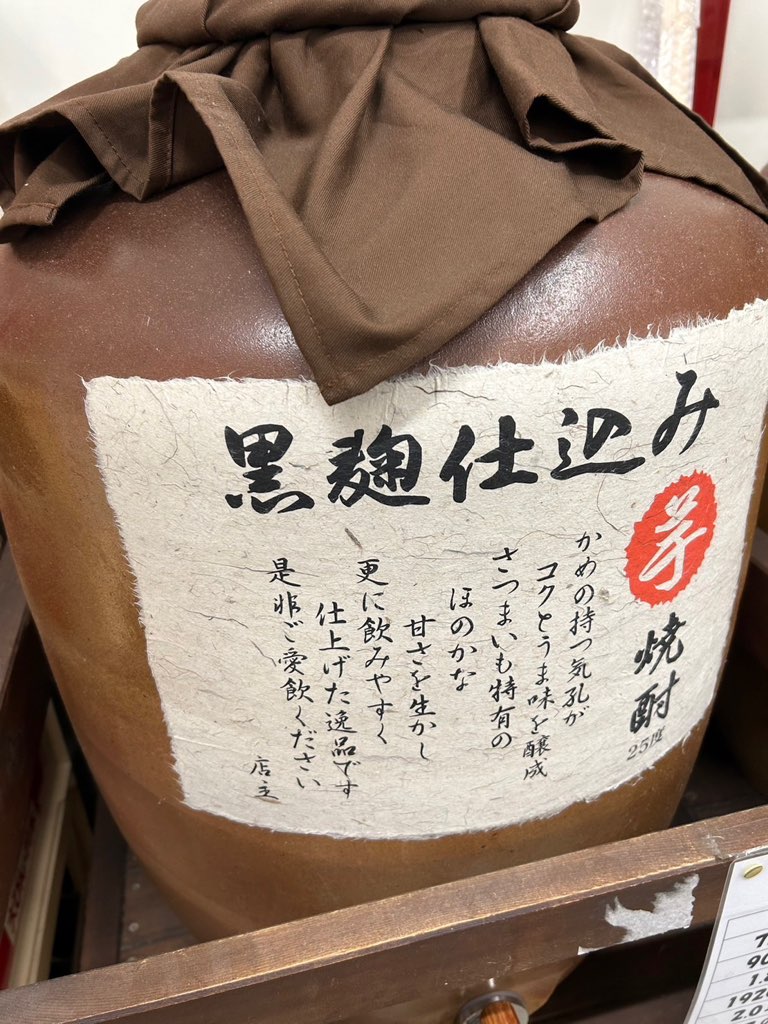 黒麹仕込み
芋
焼酎
25度
かめの持つ気孔が
コクとうま味を醸成
さつまいも特有の
ほのかな
甘さを生かし
更に飲みやすく
仕上げた逸品です
是非ご愛飲ください
店主